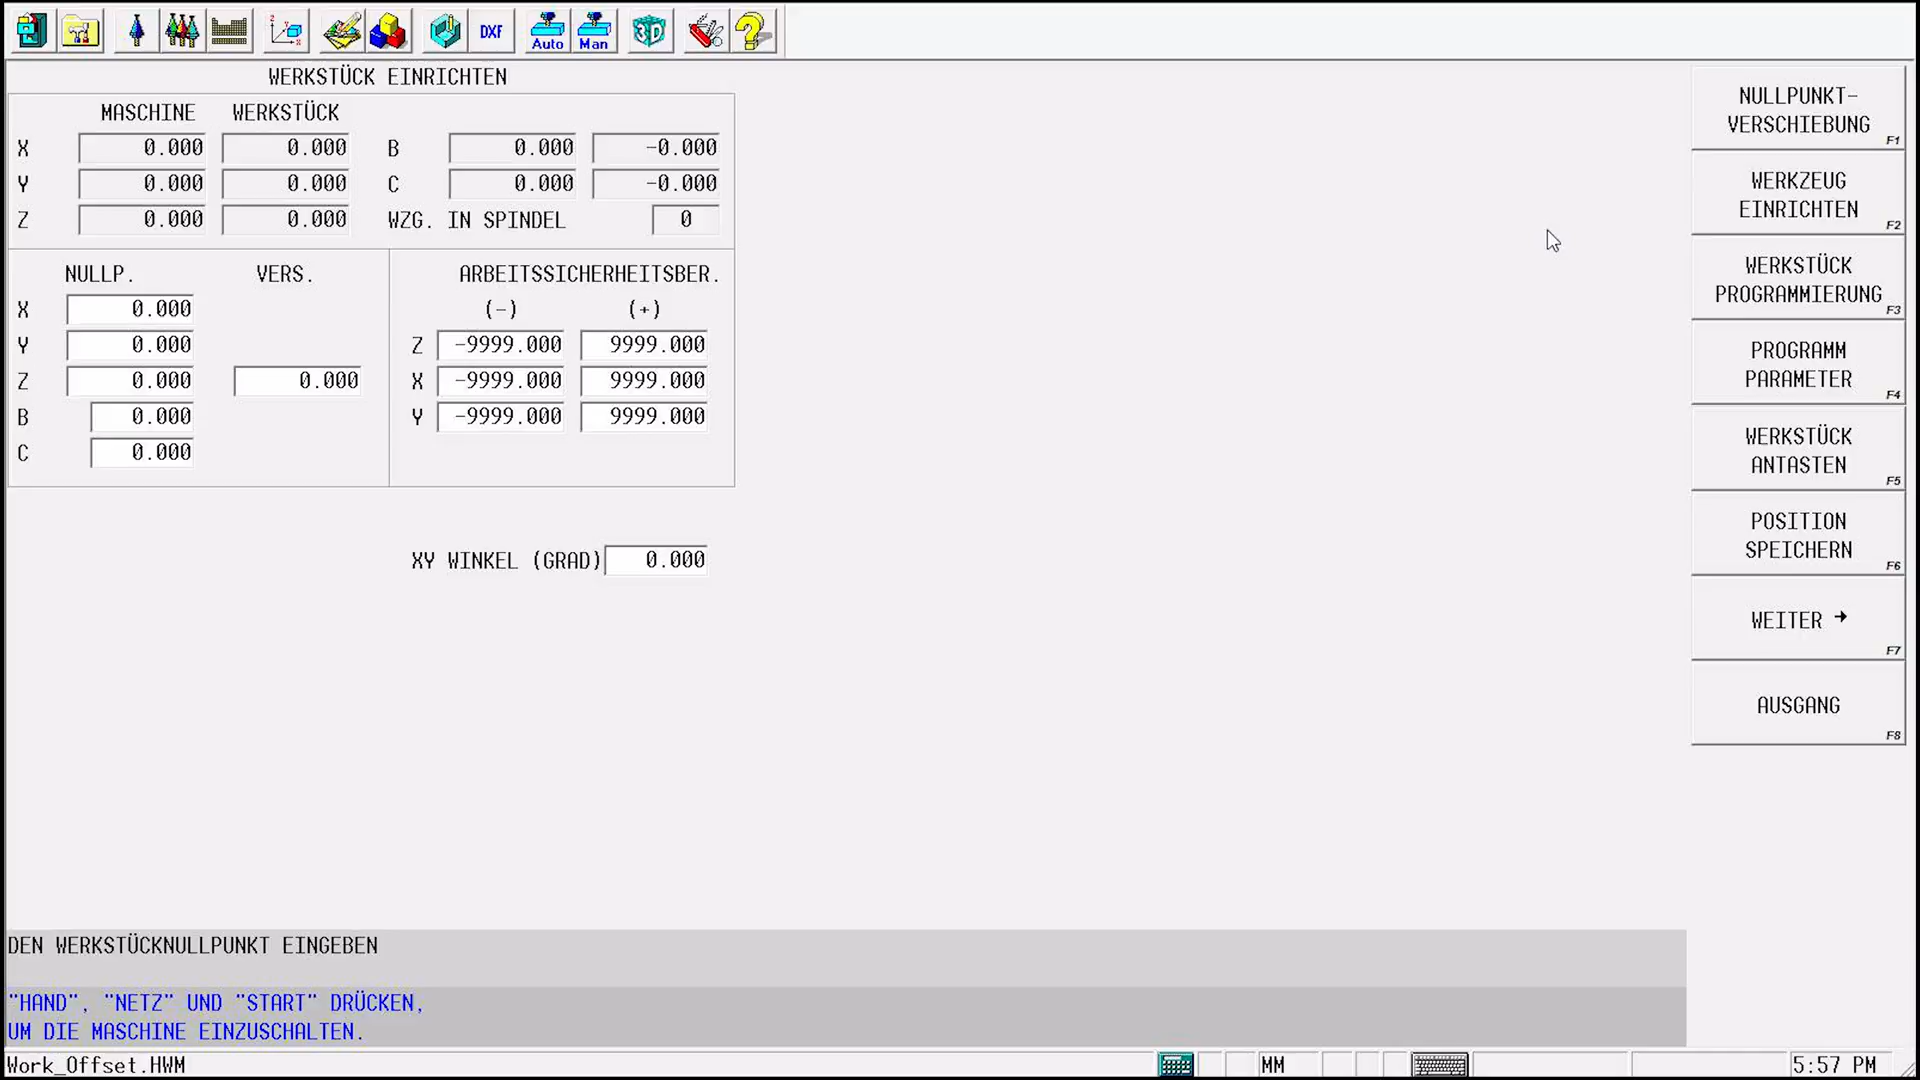 DXF
Auto
Man
3D
WERKSTÜCK EINRICHTEN
MASCHINE WERKSTÜCK
X 0.000 0.000 B 0.000 -0.000
Y 0.000 0.000 C 0.000 -0.000
Z 0.000 0.000 WZG. IN SPINDEL 0
NULLP. VERS.
X 0.000
Y 0.000
Z 0.000 0.000
B 0.000
C 0.000
ARBEITSSICHERHEITSBER.
(-) (+)
Z -9999.000 9999.000
X -9999.000 9999.000
Y -9999.000 9999.000
XY WINKEL (GRAD) 0.000
NULLPUNKT-
VERSCHIEBUNG
F1
WERKZEUG
EINRICHTEN
F2
WERKSTÜCK
PROGRAMMIERUNG
F3
PROGRAMM
PARAMETER
F4
WERKSTÜCK
ANTASTEN
F5
POSITION
SPEICHERN
F6
WEITER →
F7
AUSGANG
F8
DEN WERKSTÜCKNULLPUNKT EINGEBEN
"HAND", "NETZ" UND "START" DRÜCKEN,
UM DIE MASCHINE EINZUSCHALTEN.
Work_Offset.HWM MM 5:57 PM